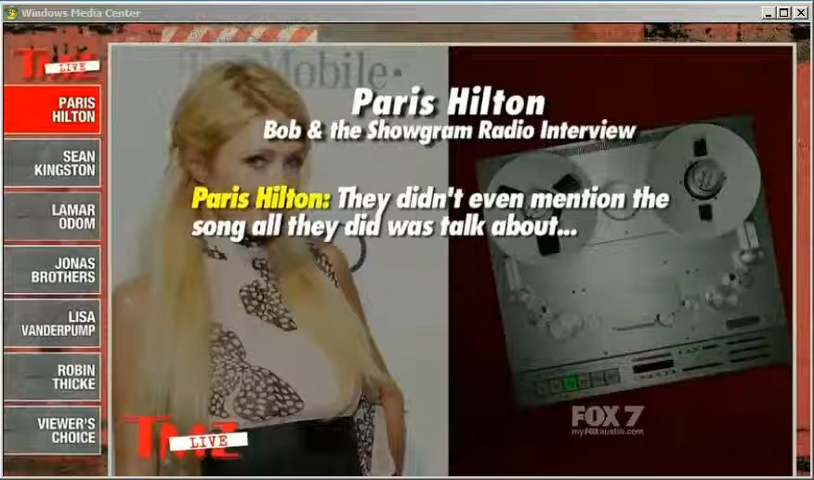 Windows Media Center
TMZ
LIVE
PARIS
HILTON
SEAN
KINGSTON
LAMAR
ODOM
JONAS
BROTHERS
LISA
VANDERPUMP
ROBIN
THICKE
VIEWER'S
CHOICE
Mobile
Paris Hilton
Bob & the Showgram Radio Interview
Paris Hilton: They didn't even mention the
song all they did was talk about...
TMZ
LIVE
FOX 7
myFOXaustin.com